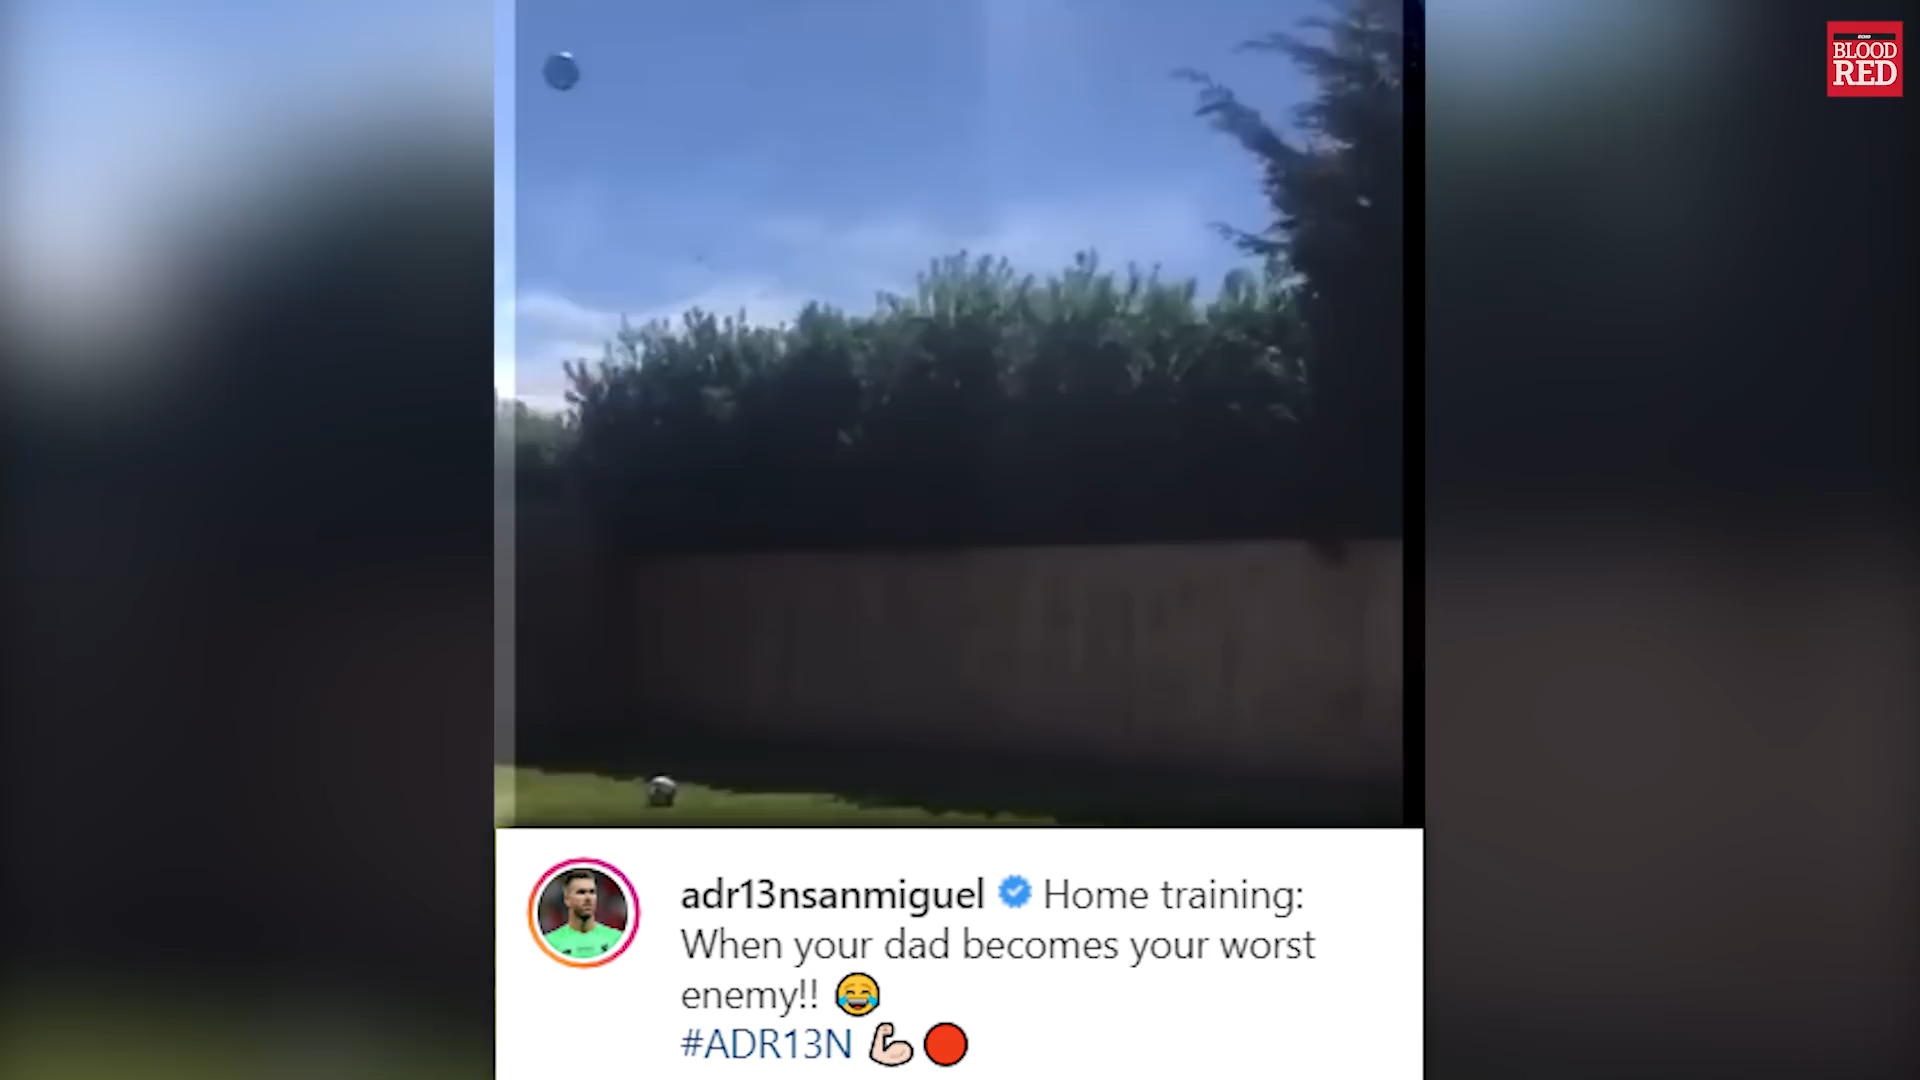 BLOOD
RED
adr13nsanmiguel Home training:
When your dad becomes your worst
enemy!! 😂
#ADR13N 💪🏻🔴